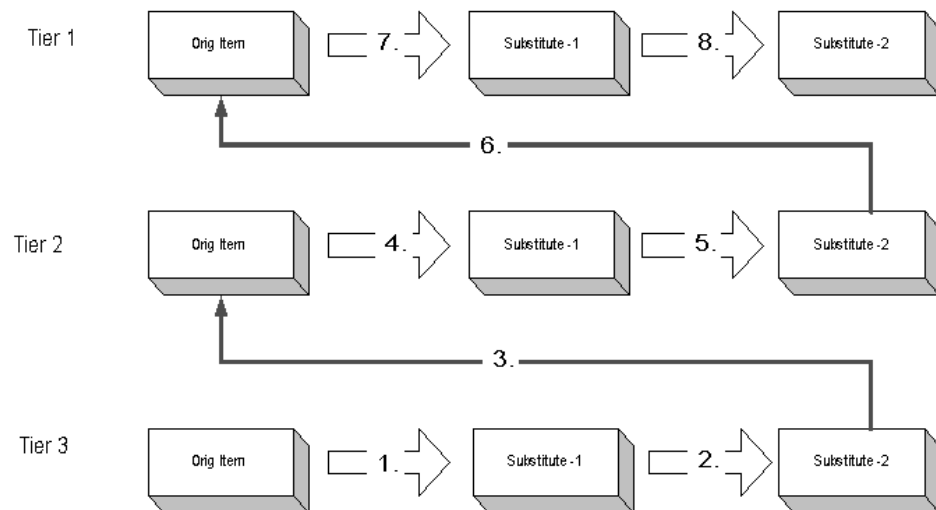 Tier 1
Orig Item
7.
Substitute -1
8.
Substitute -2
6.
Tier 2
Orig Item
4.
Substitute -1
5.
Substitute -2
3.
Tier 3
Orig Item
1.
Substitute -1
2.
Substitute -2